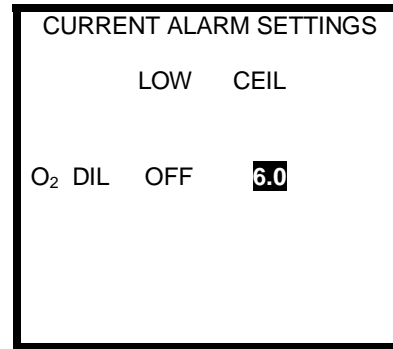 CURRENT ALARM SETTINGS
LOW CEIL
O₂ DIL OFF 6.0